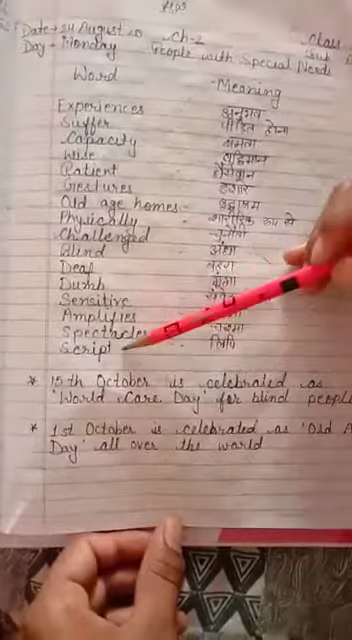 Date → 24 August 20 Ch-2 Class
Day - Monday People with Special Needs
Word Meaning
Experiences - अनुभव
Suffer - पीड़ित होना
Capacity - क्षमता
Wise - बुद्धिमान
Patient - धैर्यवान
Gestures - इशारे
Old age homes - वृद्धाश्रम
Physically - शारीरिक रूप से
Challenged - चुनौती
Blind - अंधा
Deaf - बहरा
Dumb - गूंगा
Sensitive
Amplifies
Spectacles - चश्मा
Script - लिपि
* 15th October is celebrated as
'World Care Day' for blind people
* 1st October is celebrated as 'Old A
Day' all over the world